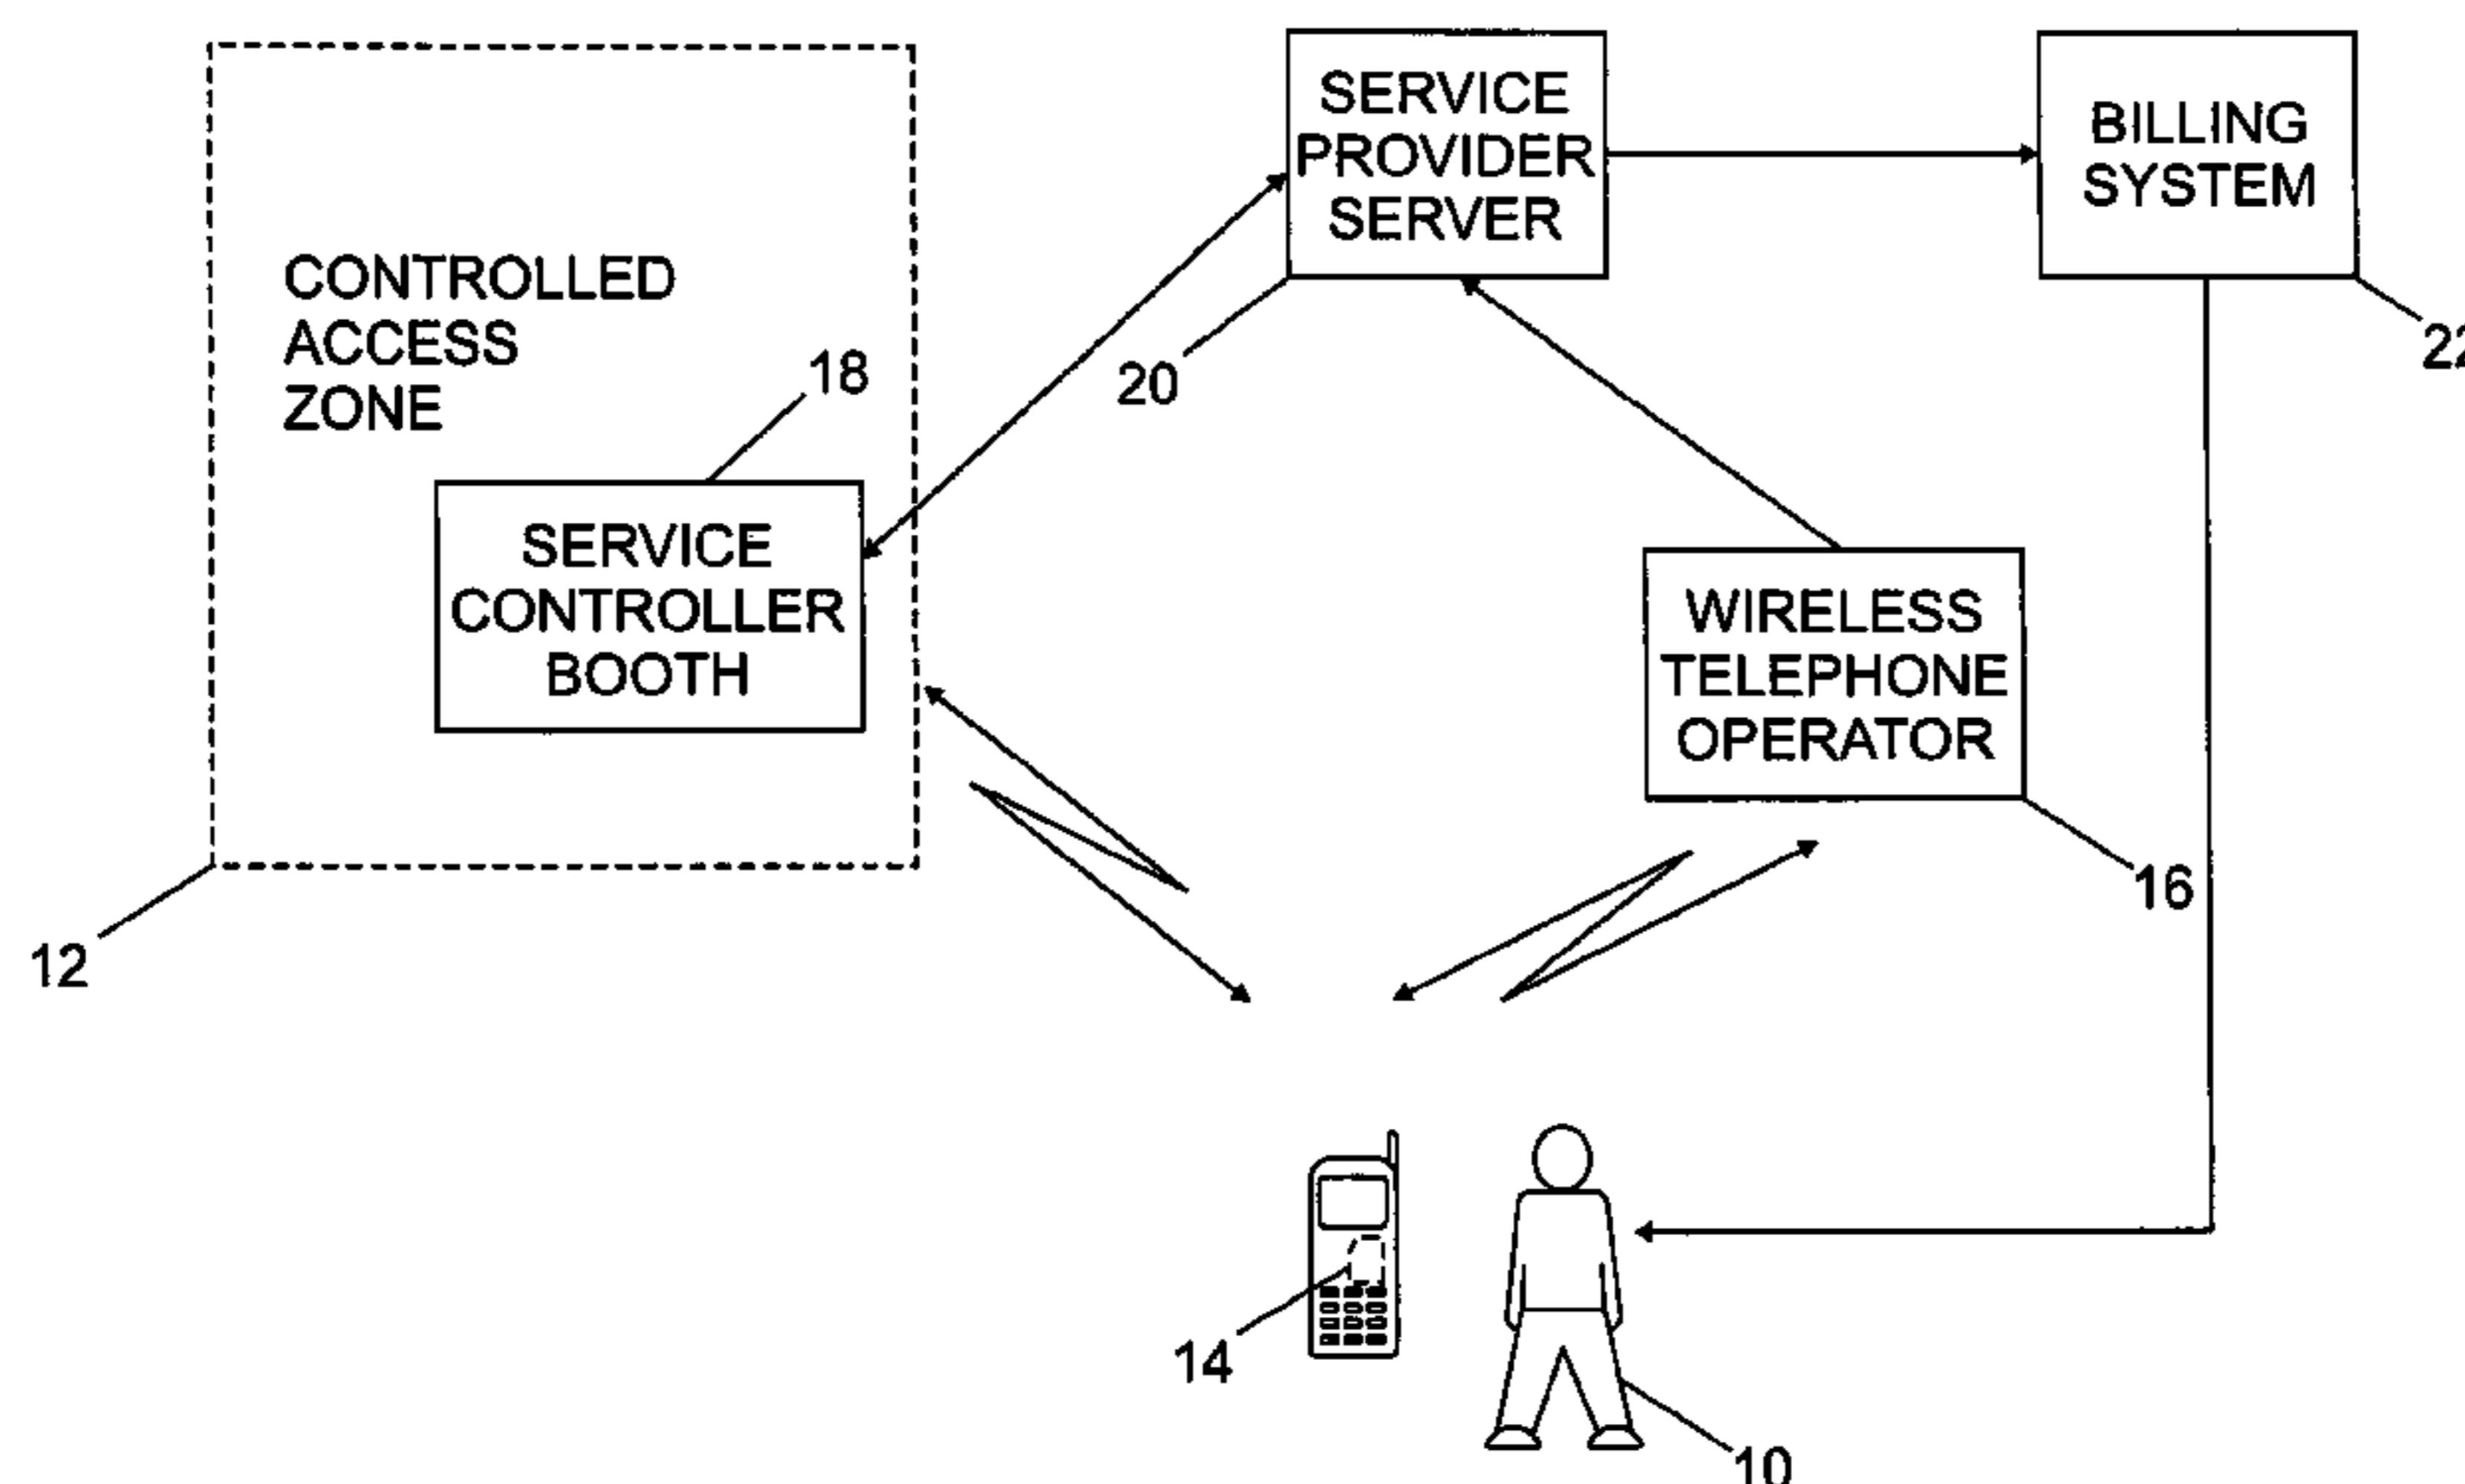 CONTROLLED
ACCESS
ZONE
18
SERVICE
CONTROLLER
BOOTH
12
SERVICE
PROVIDER
SERVER
20
BILLING
SYSTEM
22
WIRELESS
TELEPHONE
OPERATOR
16
14
10